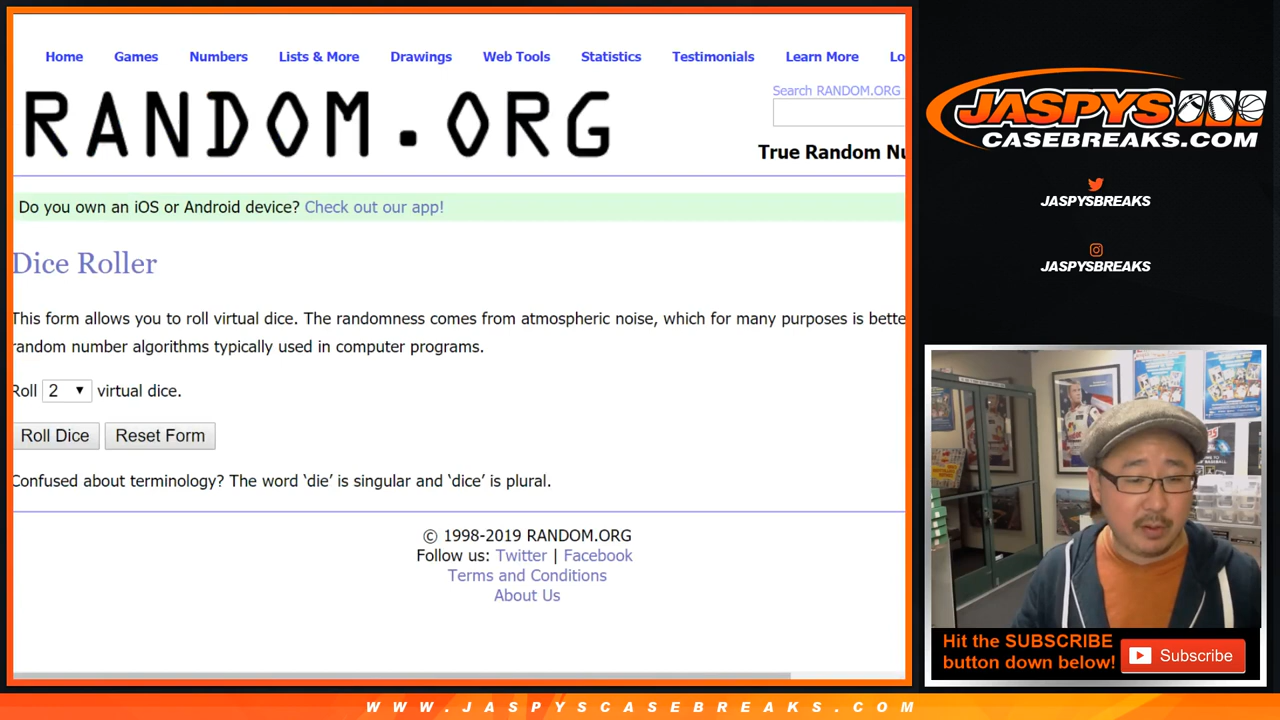 Home Games Numbers Lists & More Drawings Web Tools Statistics Testimonials Learn More Lo
Search RANDOM.ORG
RANDOM.ORG
True Random Nu
Do you own an iOS or Android device? Check out our app!
Dice Roller
This form allows you to roll virtual dice. The randomness comes from atmospheric noise, which for many purposes is bette
random number algorithms typically used in computer programs.
Roll 2 virtual dice.
Roll Dice Reset Form
Confused about terminology? The word ‘die’ is singular and ‘dice’ is plural.
© 1998-2019 RANDOM.ORG
Follow us: Twitter | Facebook
Terms and Conditions
About Us
JASPYS
CASEBREAKS.COM
JASPYSBREAKS
JASPYSBREAKS
Hit the SUBSCRIBE
button down below!
Subscribe
WWW.JASPYSCASEBREAKS.COM